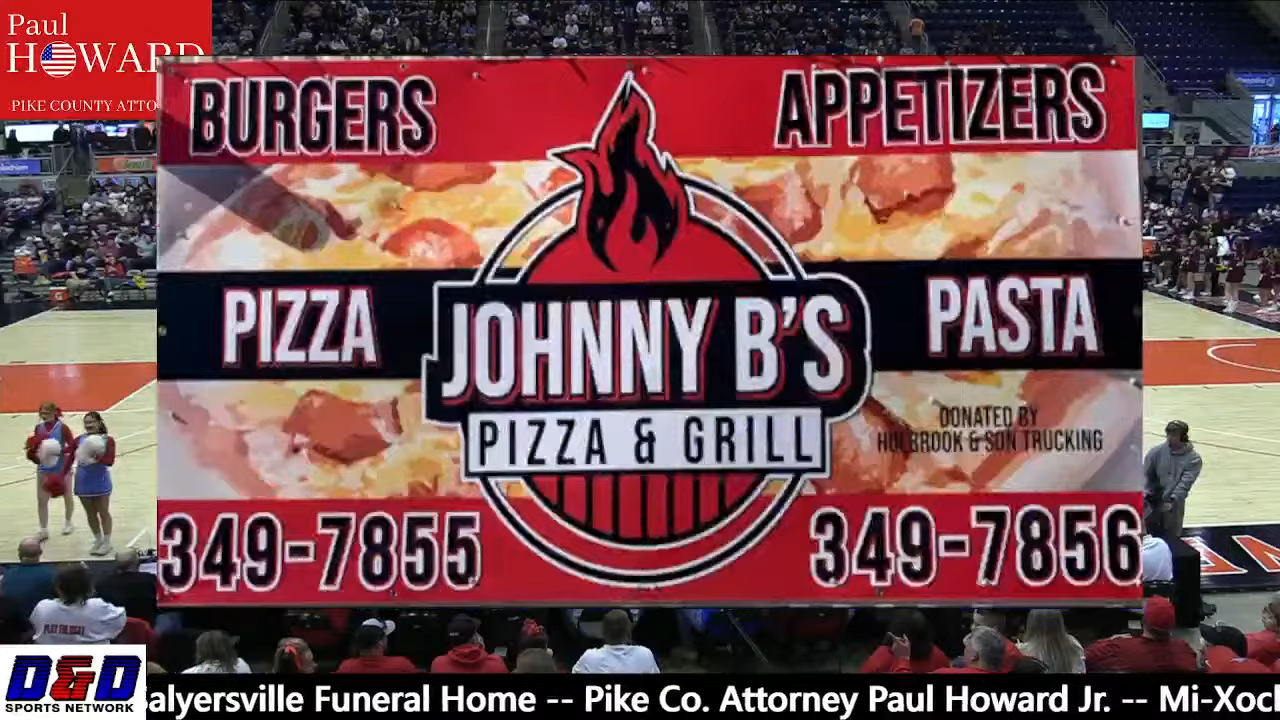 Paul
HOWARD
PIKE COUNTY ATTO
BURGERS
APPETIZERS
PIZZA
JOHNNY B'S
PASTA
PIZZA & GRILL
DONATED BY
HOLBROOK & SON TRUCKING
349-7855
349-7856
D&D
SPORTS NETWORK
Salyersville Funeral Home -- Pike Co. Attorney Paul Howard Jr. -- Mi-Xoch